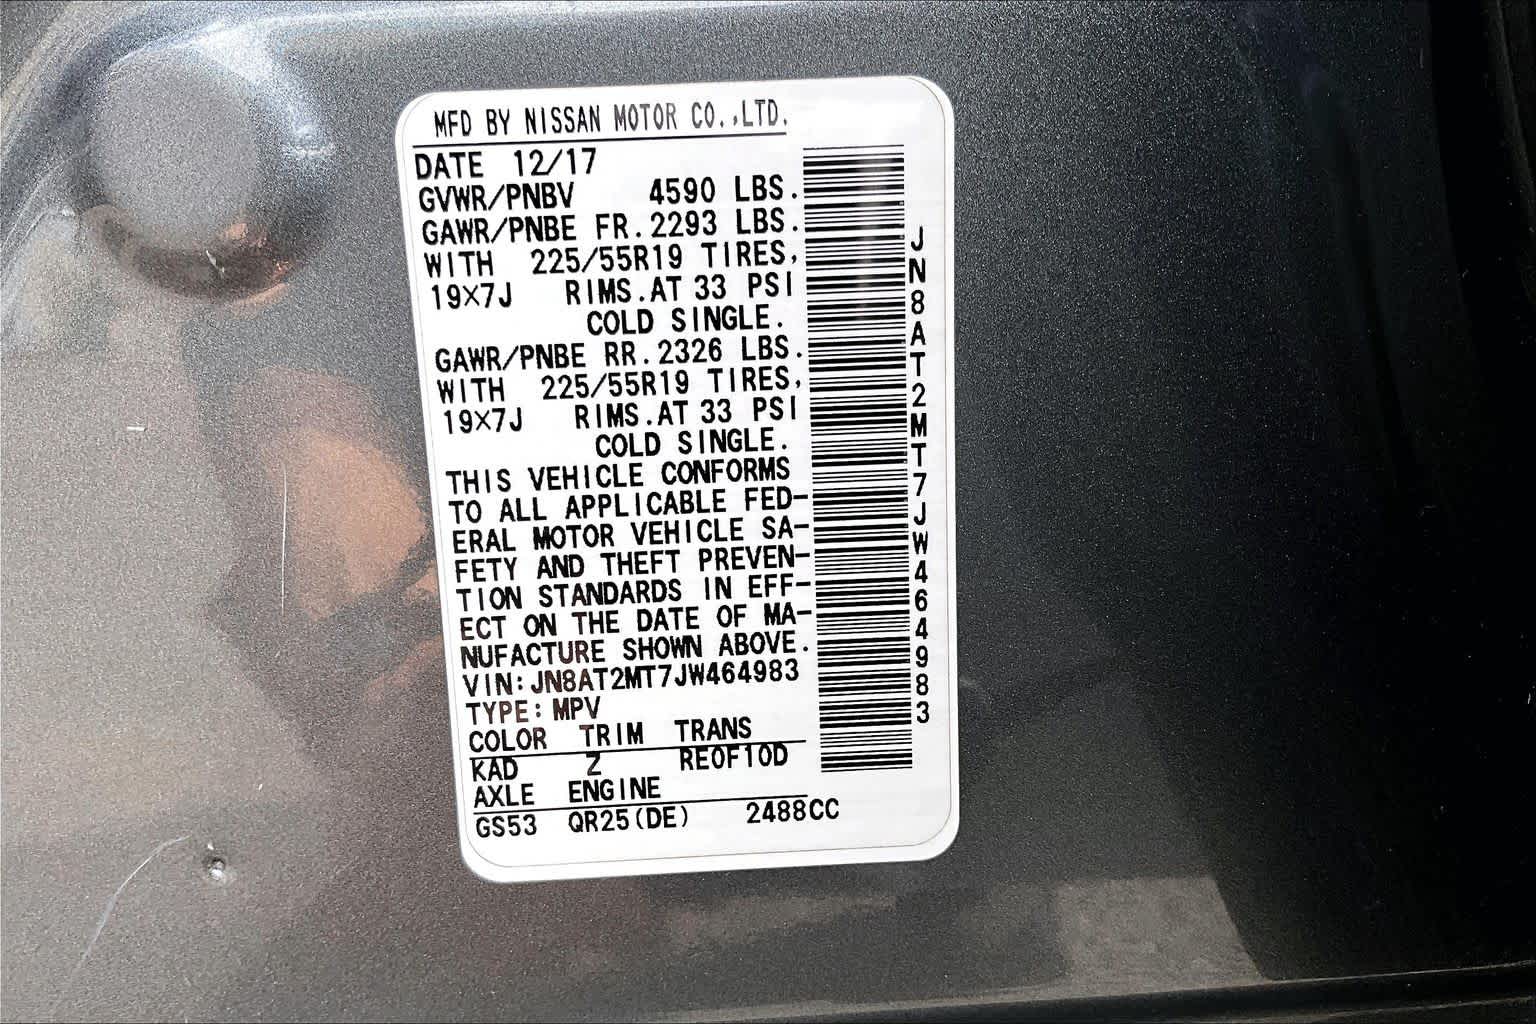 MFD BY NISSAN MOTOR CO.,LTD.
DATE 12/17
GVWR/PNBV 4590 LBS.
GAWR/PNBE FR.2293 LBS.
WITH 225/55R19 TIRES,
19×7J RIMS.AT 33 PSI
COLD SINGLE.
GAWR/PNBE RR.2326 LBS.
WITH 225/55R19 TIRES,
19×7J RIMS.AT 33 PSI
COLD SINGLE.
THIS VEHICLE CONFORMS
TO ALL APPLICABLE FED-
ERAL MOTOR VEHICLE SA-
FETY AND THEFT PREVEN-
TION STANDARDS IN EFF-
ECT ON THE DATE OF MA-
NUFACTURE SHOWN ABOVE.
VIN:JN8AT2MT7JW464983
TYPE:MPV
COLOR TRIM TRANS
KAD Z RE0F10D
AXLE ENGINE
GS53 QR25(DE) 2488CC
JN8AT2MT7JW464983